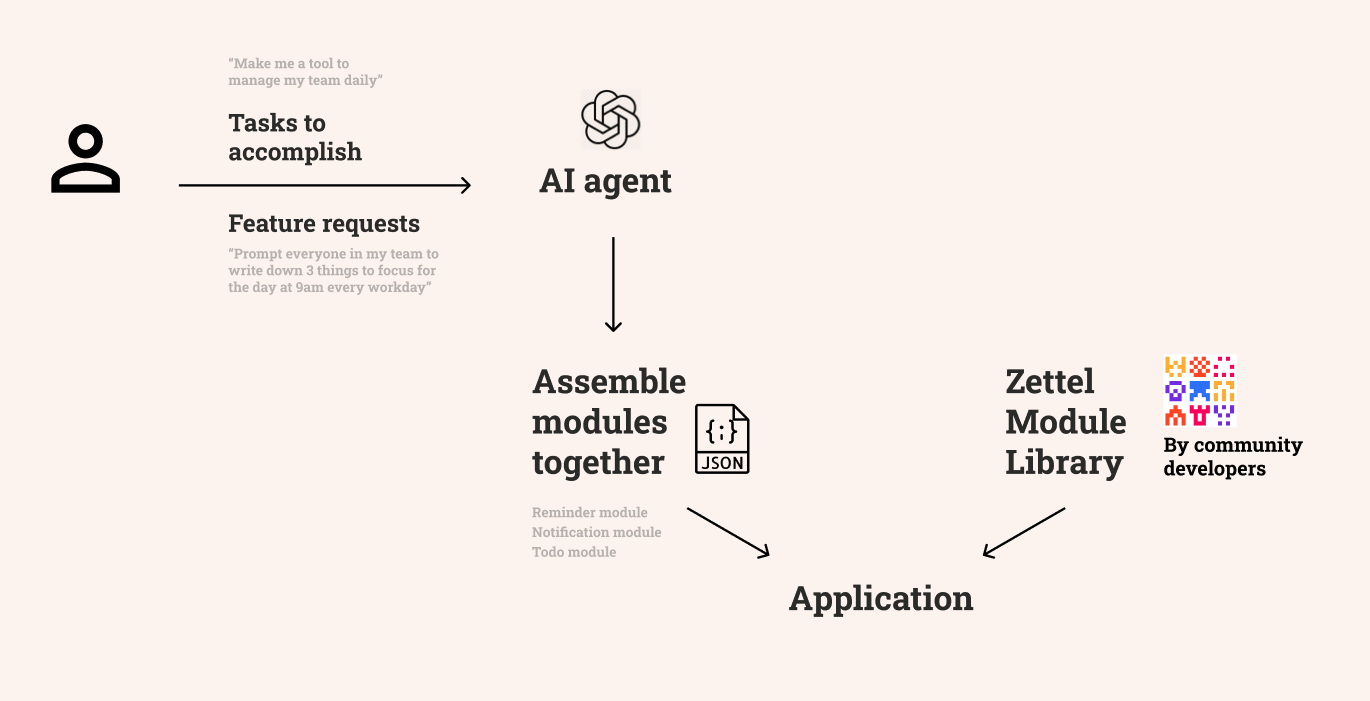 “Make me a tool to
manage my team daily”
Tasks to
accomplish
Feature requests
“Prompt everyone in my team to
write down 3 things to focus for
the day at 9am every workday”
AI agent
Assemble
modules
together
{;}
JSON
Reminder module
Notification module
Todo module
Zettel
Module
Library
By community
developers
Application